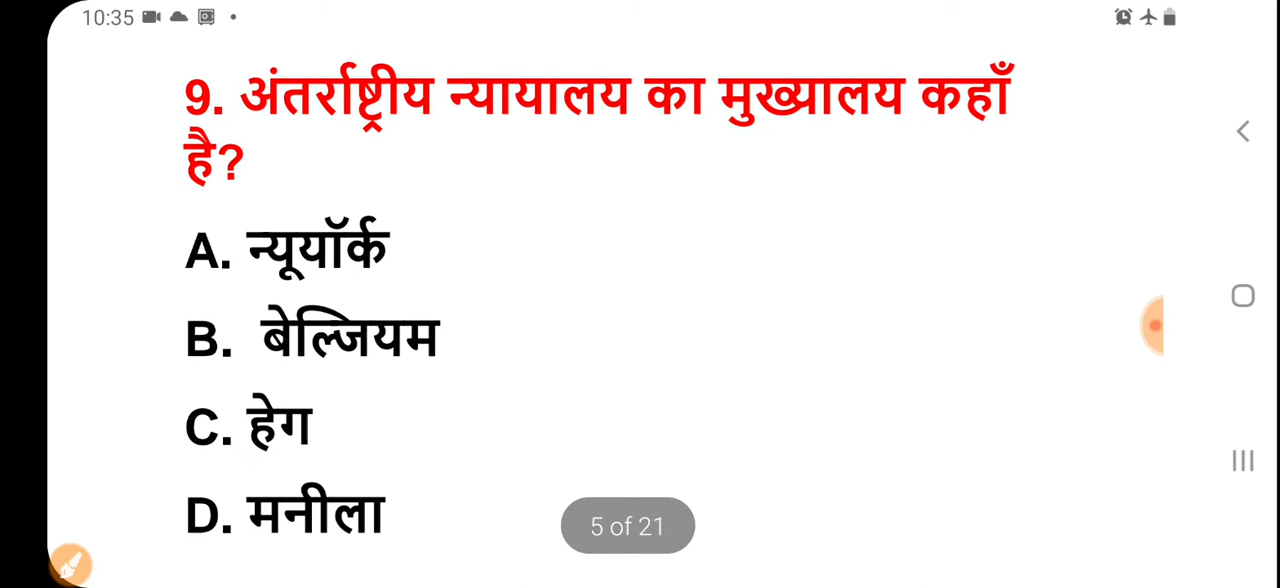 10:35
9. अंतर्राष्ट्रीय न्यायालय का मुख्यालय कहाँ
है?
A. न्यूयॉर्क
B. बेल्जियम
C. हेग
D. मनीला
5 of 21